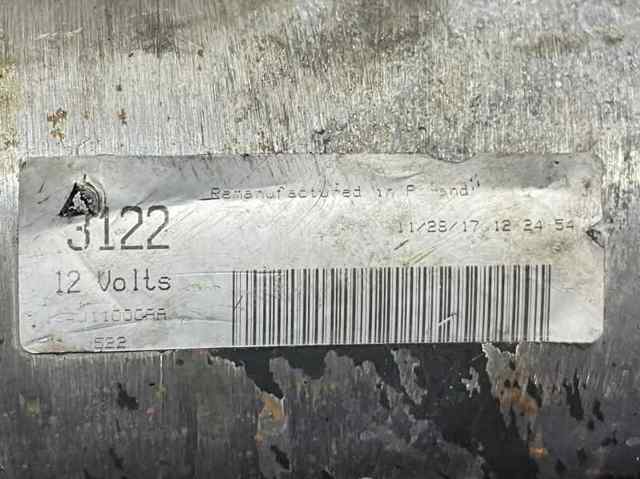 Remanufactured in
3122
11/28/17 12 24 54
12 Volts
522